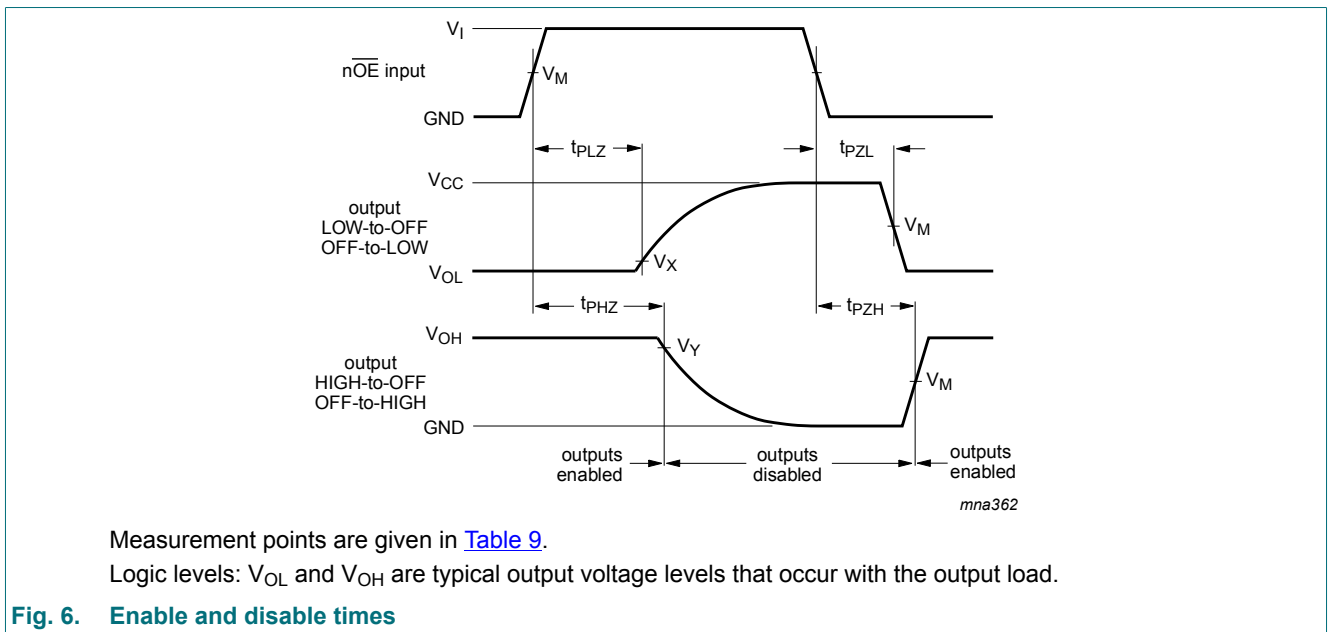 V_I
nO̅E̅ input
V_M
GND
t_PLZ
t_PZL
V_CC
output
LOW-to-OFF
OFF-to-LOW
V_M
V_X
V_OL
t_PHZ
t_PZH
V_OH
V_Y
output
HIGH-to-OFF
OFF-to-HIGH
V_M
GND
outputs
enabled
outputs
disabled
outputs
enabled
mna362
Measurement points are given in Table 9.
Logic levels: V_OL and V_OH are typical output voltage levels that occur with the output load.
Fig. 6. Enable and disable times